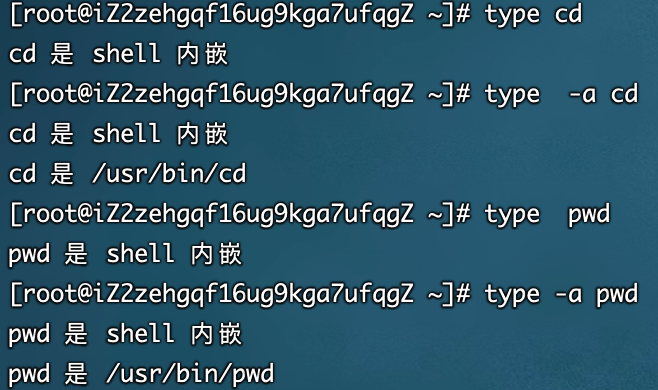 [root@iZ2zehgqf16ug9kga7ufqgZ ~]# type cd
cd 是 shell 内嵌
[root@iZ2zehgqf16ug9kga7ufqgZ ~]# type  -a cd
cd 是 shell 内嵌
cd 是 /usr/bin/cd
[root@iZ2zehgqf16ug9kga7ufqgZ ~]# type  pwd
pwd 是 shell 内嵌
[root@iZ2zehgqf16ug9kga7ufqgZ ~]# type -a pwd
pwd 是 shell 内嵌
pwd 是 /usr/bin/pwd